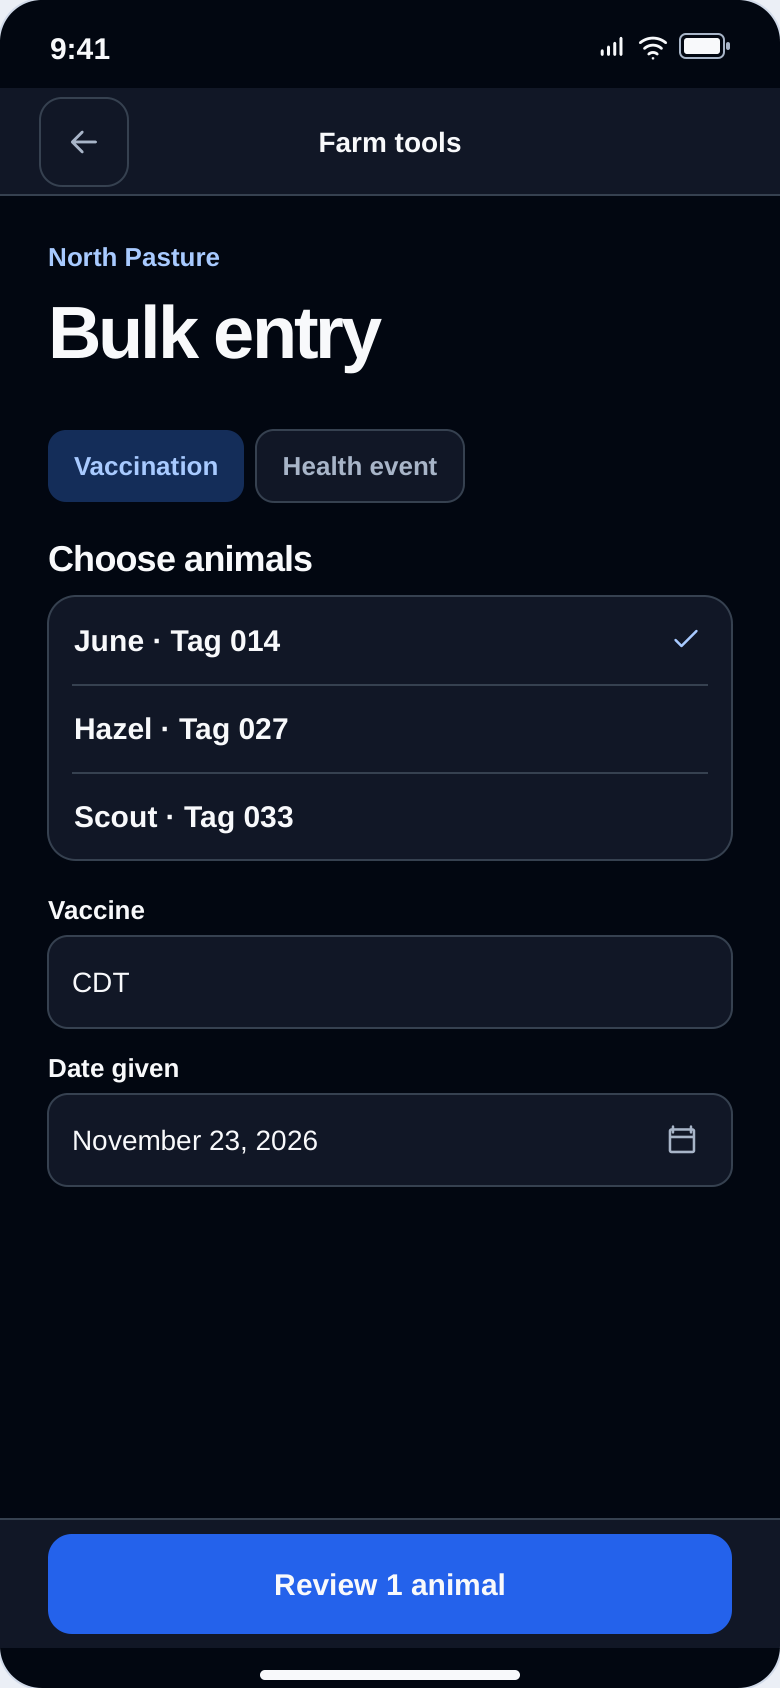 9:41
Farm tools
North Pasture
Bulk entry
Vaccination
Health event
Choose animals
June · Tag 014
Hazel · Tag 027
Scout · Tag 033
Vaccine
CDT
Date given
November 23, 2026
Review 1 animal